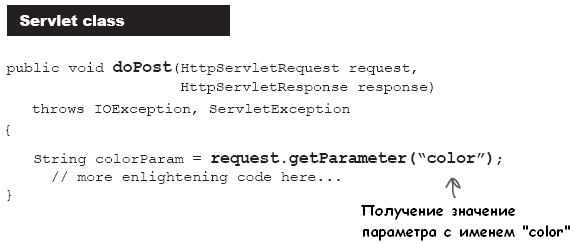 Servlet class
public void doPost(HttpServletRequest request,
HttpServletResponse response)
throws IOException, ServletException
{
String colorParam = request.getParameter(“color”);
// more enlightening code here...
}
Получение значение
параметра с именем "color"